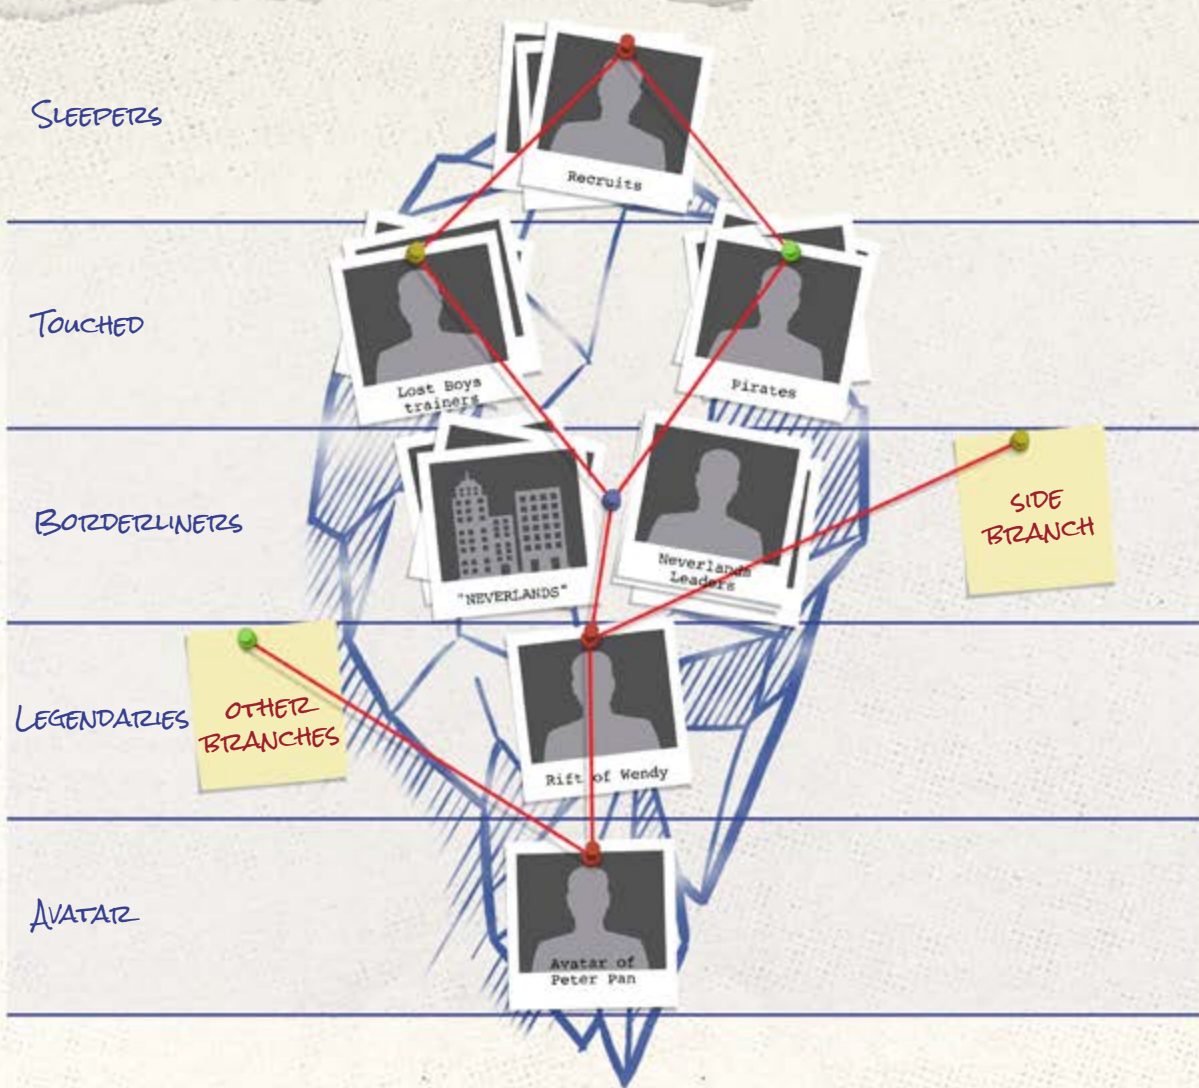 SLEEPERS
Recruits
TOUCHED
Lost Boys
trainers
Pirates
BORDERLINERS
"NEVERLANDS"
Neverlands
Leaders
SIDE
BRANCH
LEGENDARIES
OTHER
BRANCHES
Rift of Wendy
AVATAR
Avatar of
Peter Pan